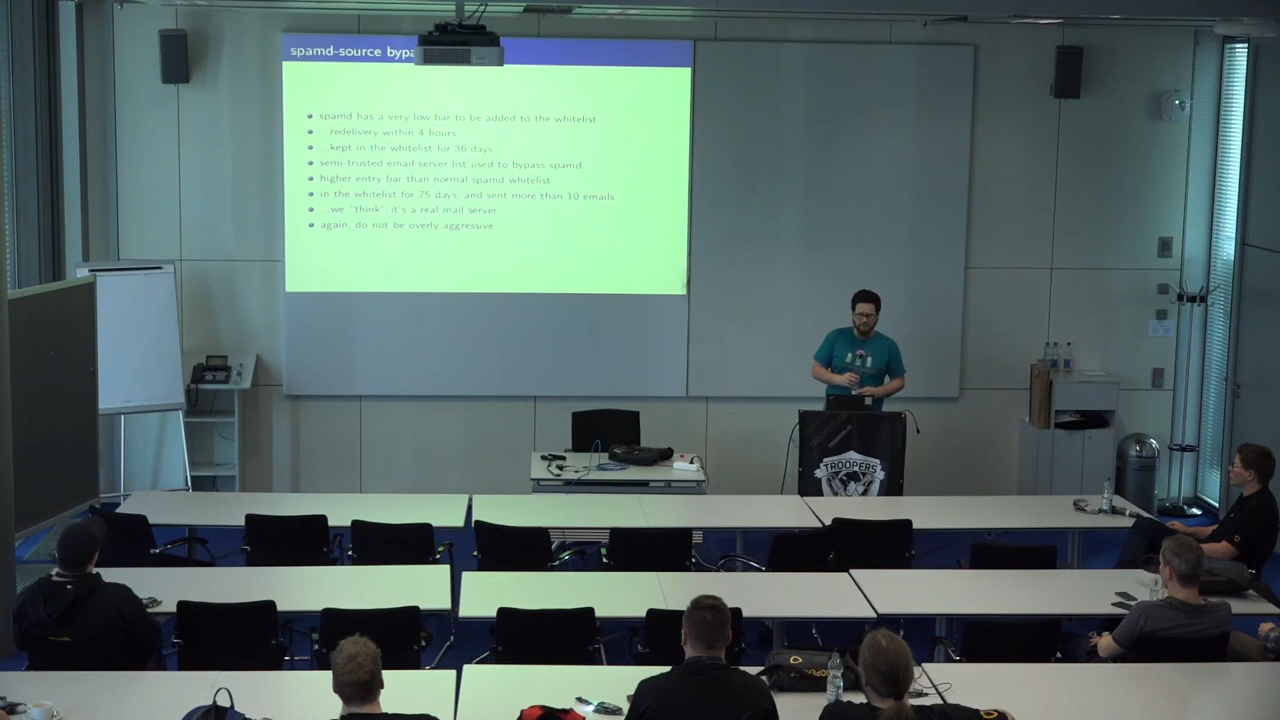 spamd-source
spamd has a very low bar to be added to the whitelist
...redelivery within 4 hours
...kept in the whitelist for 36 days
semi-trusted email server list used to bypass spamd
higher entry bar than normal spamd whitelist
in the whitelist for 75 days, and sent more than 10 emails
...we "think" it's a real mail server
again, do not be overly aggressive
TROOPERS